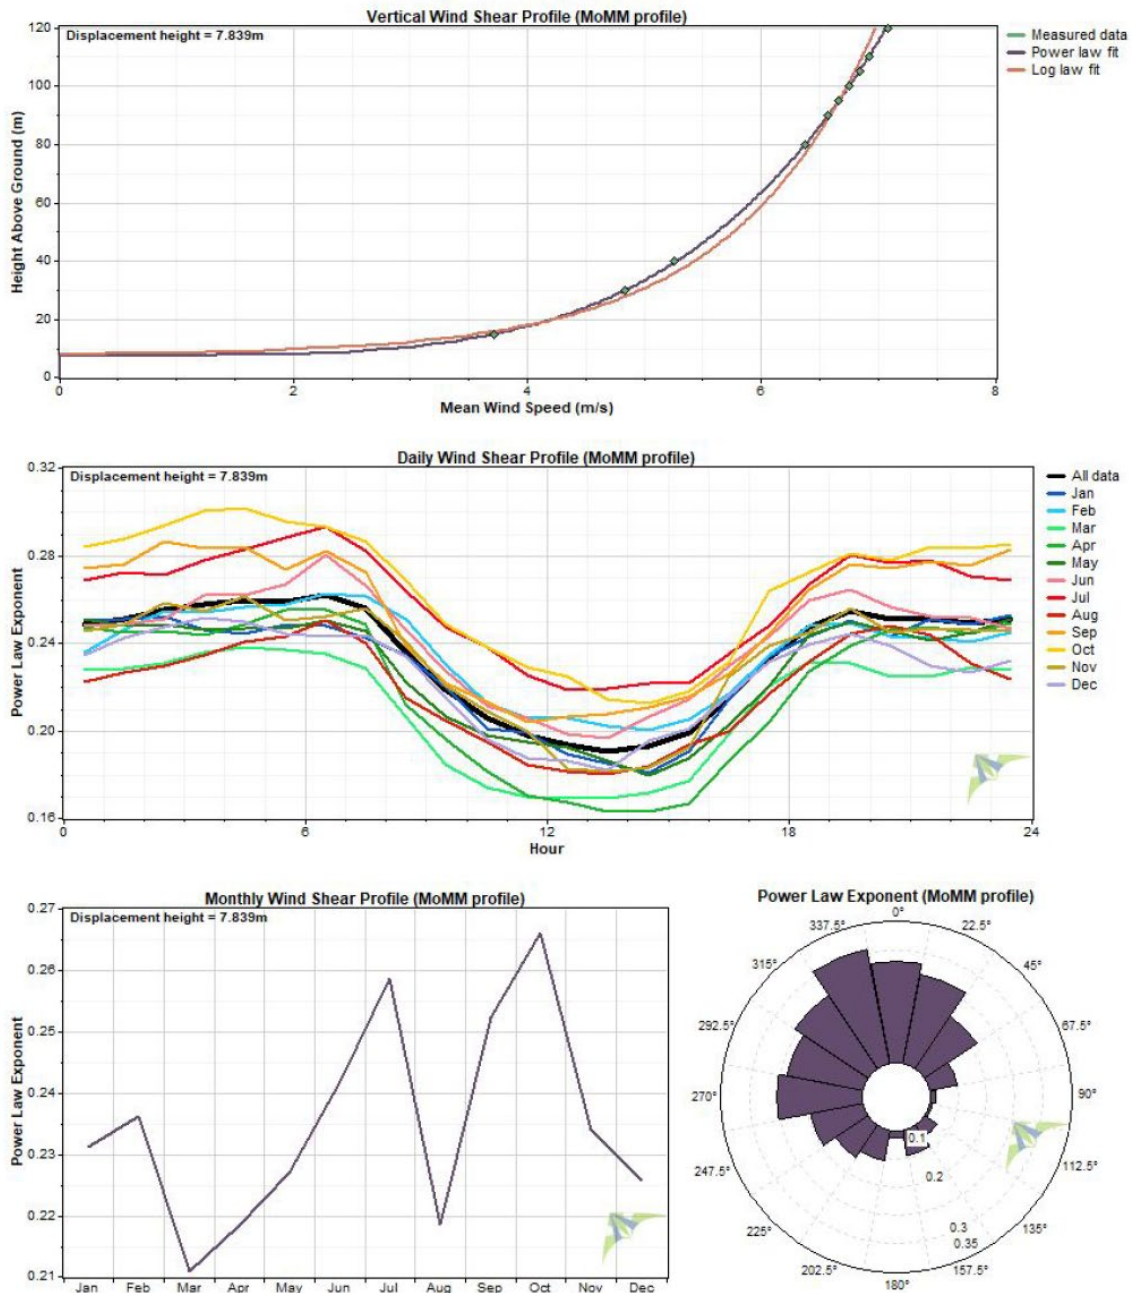 Vertical Wind Shear Profile (MoMM profile)
Displacement height = 7.839m
120
100
80
60
40
20
0
Height Above Ground (m)
0 2 4 6 8
Mean Wind Speed (m/s)
Measured data
Power law fit
Log law fit
Daily Wind Shear Profile (MoMM profile)
Displacement height = 7.839m
0.32
0.28
0.24
0.20
0.16
Power Law Exponent
0 6 12 18 24
Hour
All data
Jan
Feb
Mar
Apr
May
Jun
Jul
Aug
Sep
Oct
Nov
Dec
Monthly Wind Shear Profile (MoMM profile)
Displacement height = 7.839m
0.27
0.26
0.25
0.24
0.23
0.22
0.21
Power Law Exponent
Jan Feb Mar Apr May Jun Jul Aug Sep Oct Nov Dec
Power Law Exponent (MoMM profile)
0°
22.5°
45°
67.5°
90°
112.5°
135°
157.5°
180°
202.5°
225°
247.5°
270°
292.5°
315°
337.5°
0.1
0.2
0.3
0.35